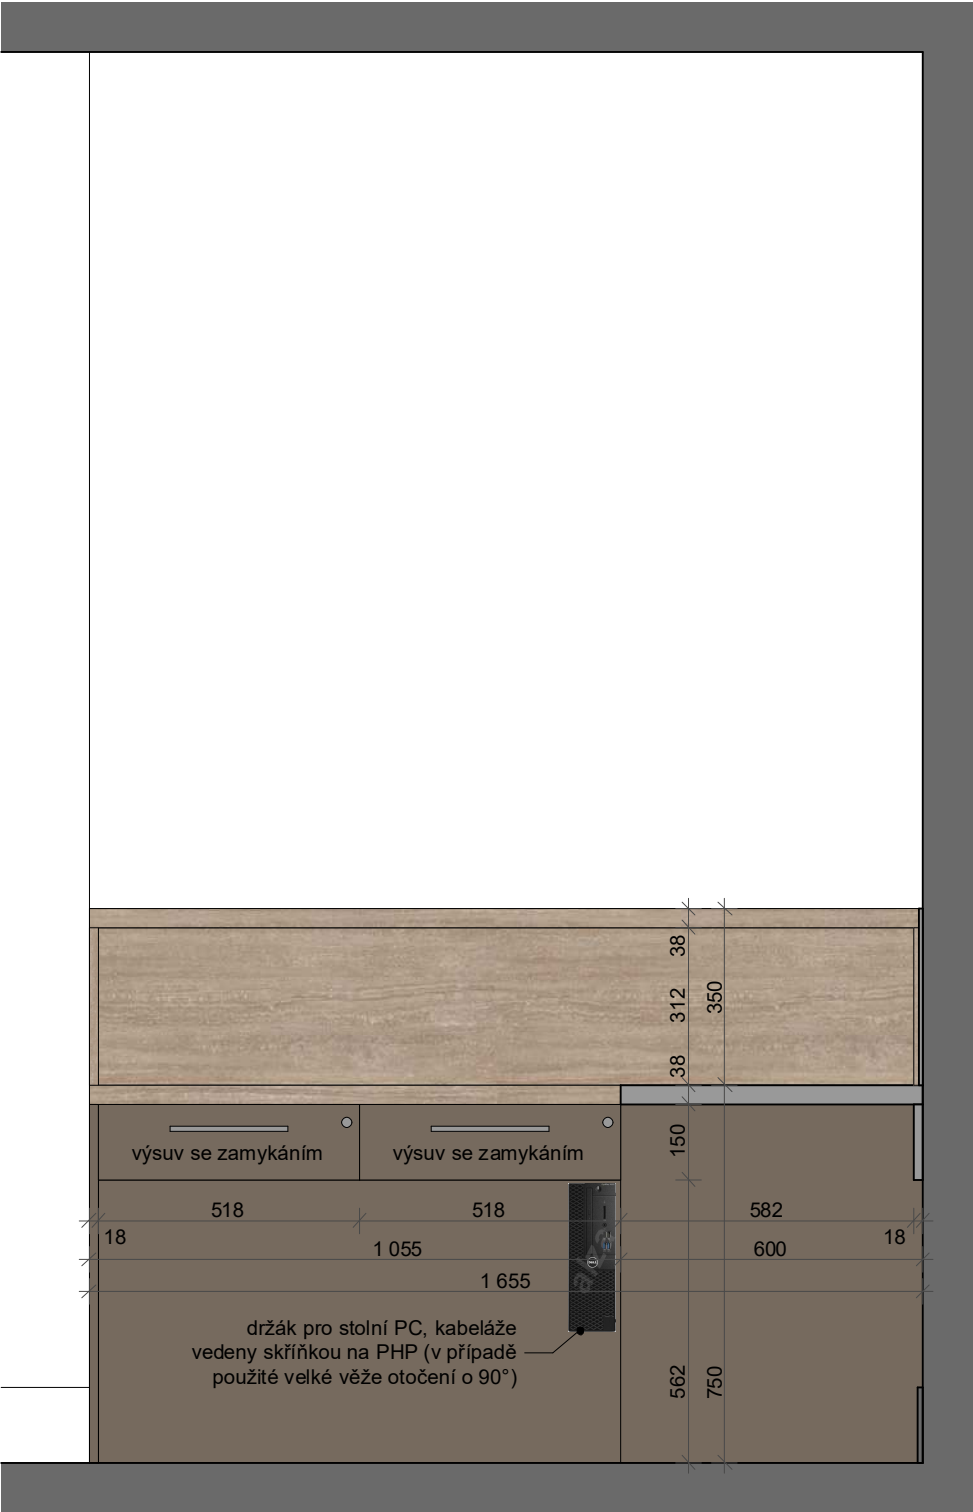 38
312
350
38
150
výsuv se zamykáním
výsuv se zamykáním
518
518
582
18
18
1 055
600
1 655
držák pro stolní PC, kabeláže
vedeny skříňkou na PHP (v případě
použité velké věže otočení o 90°)
562
750
DELL
alza